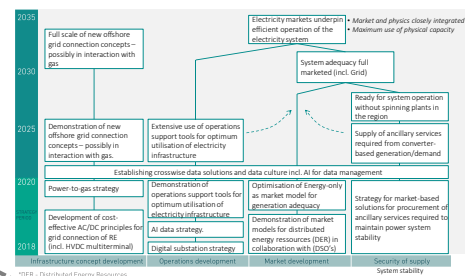 2035
Full scale of new offshore
grid connection concepts –
possibly in interaction with
gas
Electricity markets underpin
efficient operation of the
electricity system
• Market and physics closely integrated
• Maximum use of physical capacity
System adequacy full
marketed (incl. Grid)
2030
Ready for system operation
without spinning plants in
the region
2025
Demonstration of new
offshore grid connection
concepts – possibly in
interaction with gas.
Extensive use of operations
support tools for optimum
utilisation of electricity
infrastructure
Supply of ancillary services
required from converter-
based generation/demand
Establishing crosswise data solutions and data culture incl. AI for data management
2020
Power-to-gas strategy
Demonstration of
operations support tools for
optimum utilisation of
electricity infrastructure
Optimisation of Energy-only
as market model for
generation adequacy
Strategy for market-based
solutions for procurement of
ancillary services required to
maintain power system
stability
Development of cost-
effective AC/DC principles for
grid connection of RE
(incl. HVDC multiterminal)
AI data strategy.
Digital substation strategy
Demonstration of market
models for distributed
energy ressources (DER) in
collaboration with (DSO's)
2018
Infrastructure concept development
Operations development
Market development
Security of supply
System stability
*DER - Distributed Energy Resources